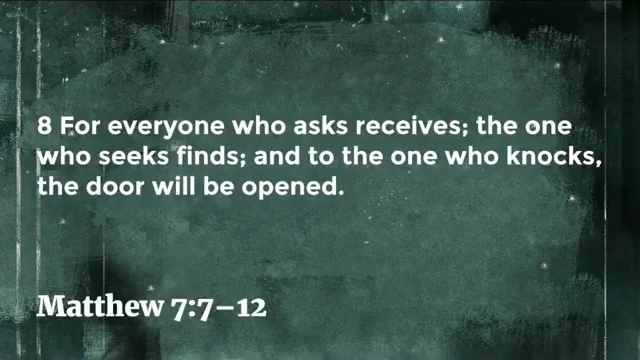 8 For everyone who asks receives; the one
who seeks finds; and to the one who knocks,
the door will be opened.
Matthew 7:7–12